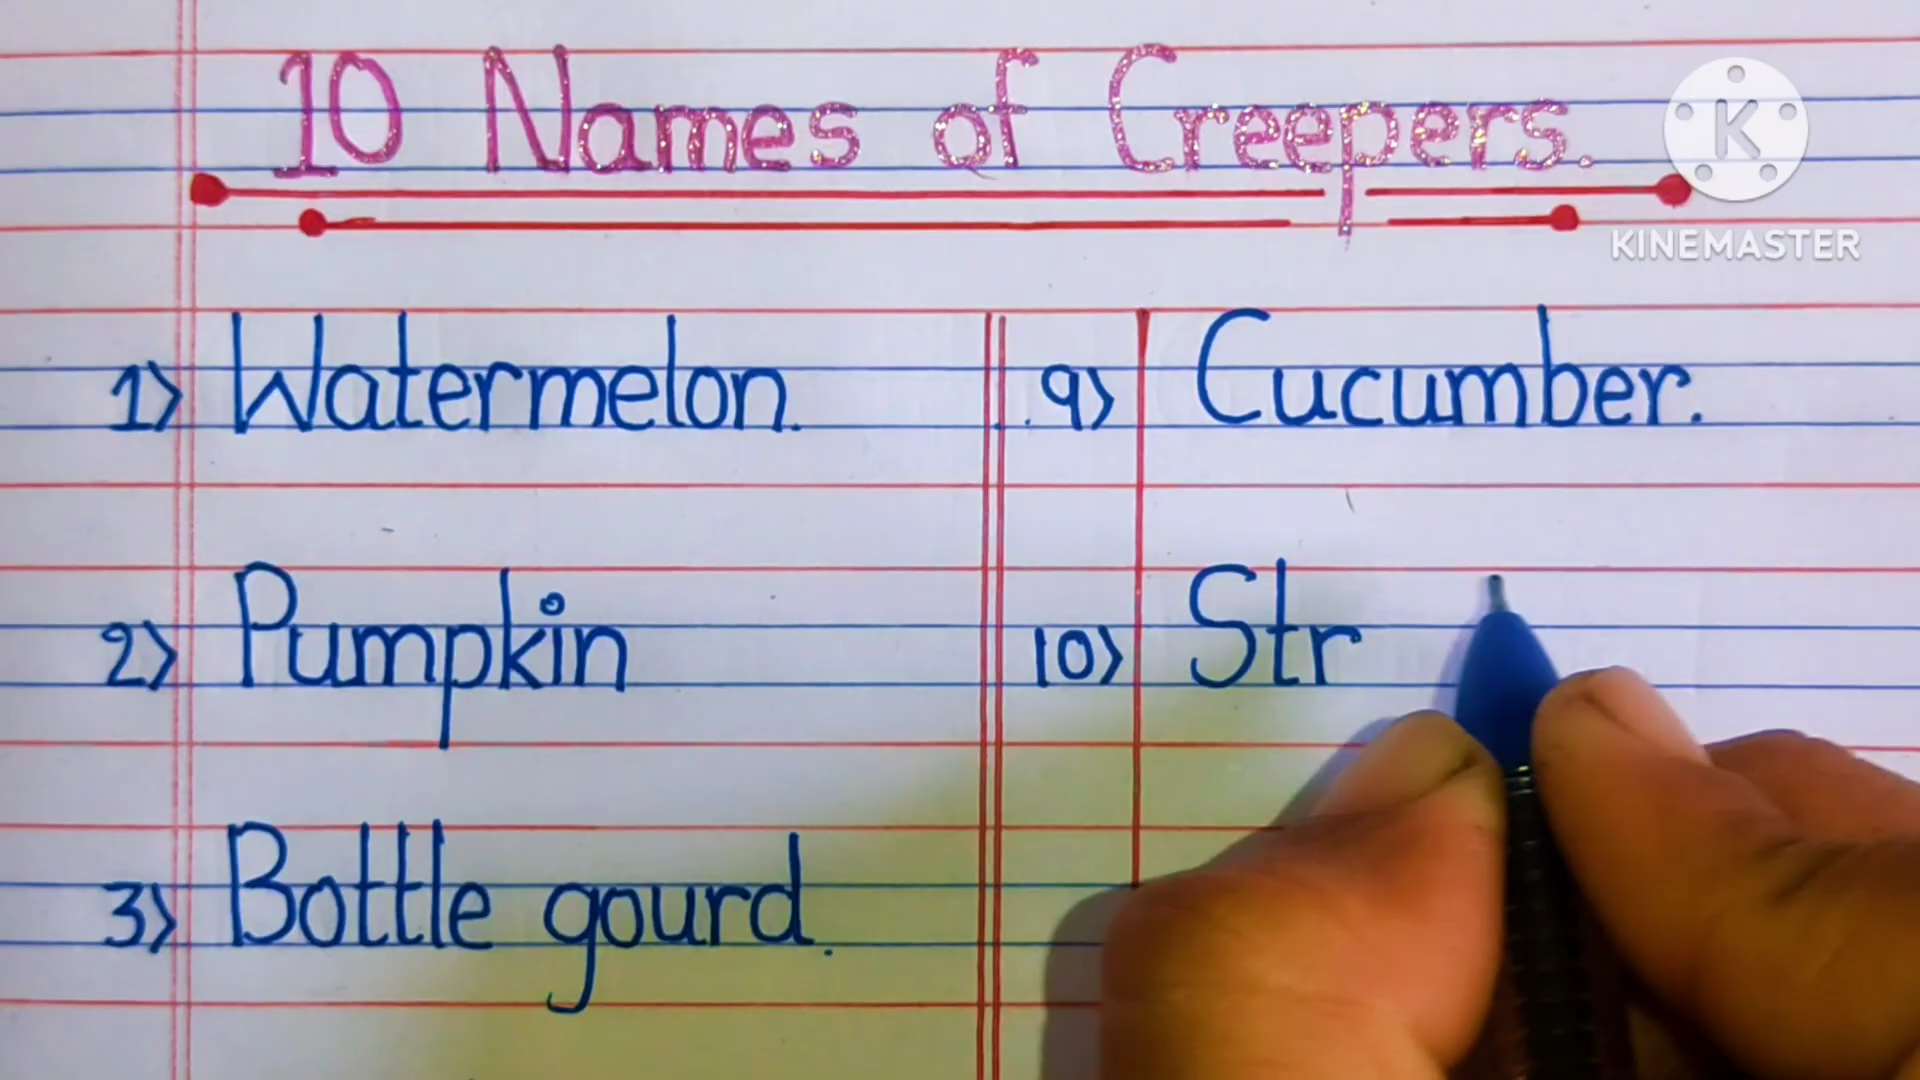 10 Names of Creepers.
K
KINEMASTER
1) Watermelon.
2) Pumpkin
3) Bottle gourd.
9) Cucumber.
10) Str